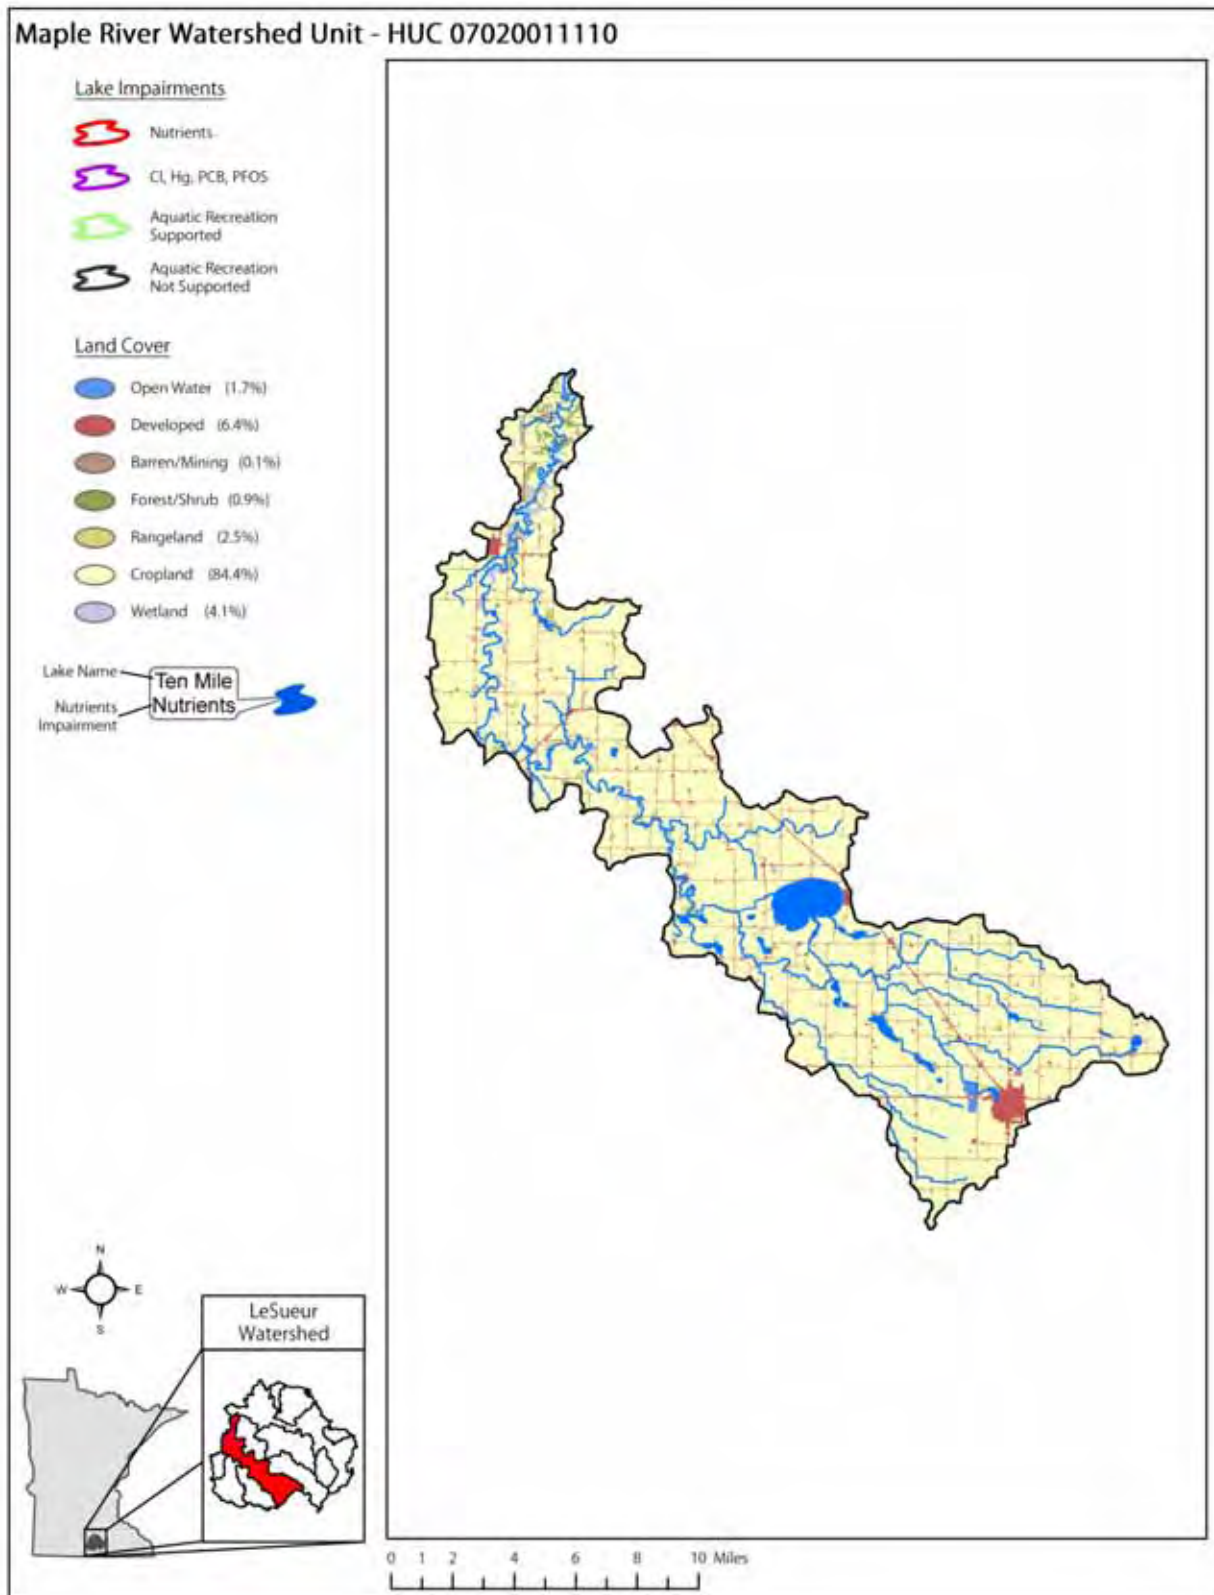 Maple River Watershed Unit - HUC 07020011110
Lake Impairments
Nutrients
Cl, Hg, PCB, PFOS
Aquatic Recreation
Supported
Aquatic Recreation
Not Supported
Land Cover
Open Water (1.7%)
Developed (6.4%)
Barren/Mining (0.1%)
Forest/Shrub (0.9%)
Rangeland (2.5%)
Cropland (84.4%)
Wetland (4.1%)
Lake Name
Ten Mile
Nutrients
Nutrients
Impairment
N
W E
S
LeSueur
Watershed
0 1 2 4 6 8 10 Miles